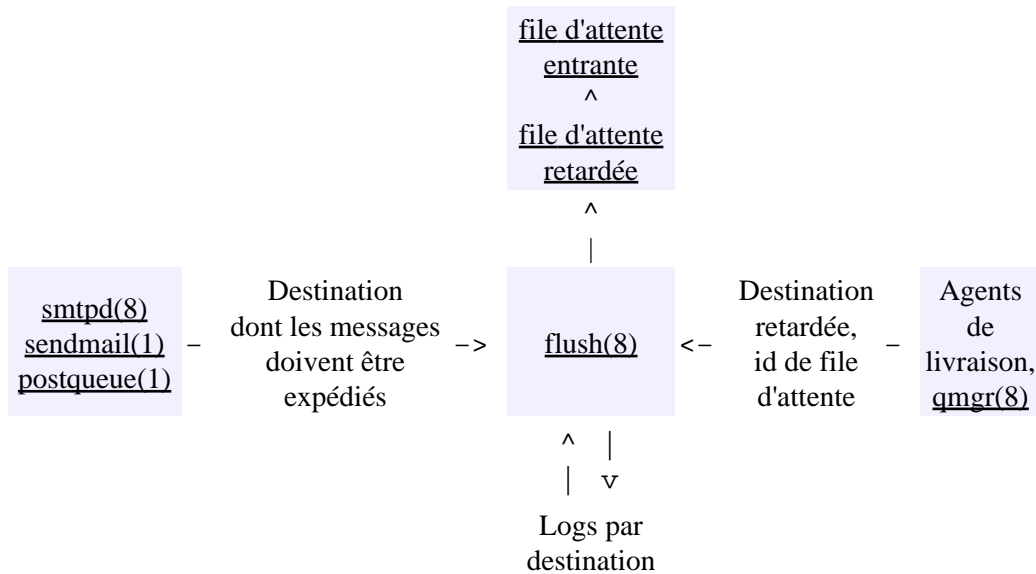 file d'attente
entrante
^
file d'attente
retardée
^
|
smtpd(8)
sendmail(1)
postqueue(1)
–
Destination
dont les messages
doivent être
expédiés
–>
flush(8)
<–
Destination
retardée,
id de file
d'attente
–
Agents
de
livraison,
qmgr(8)
^ |
| v
Logs par
destination